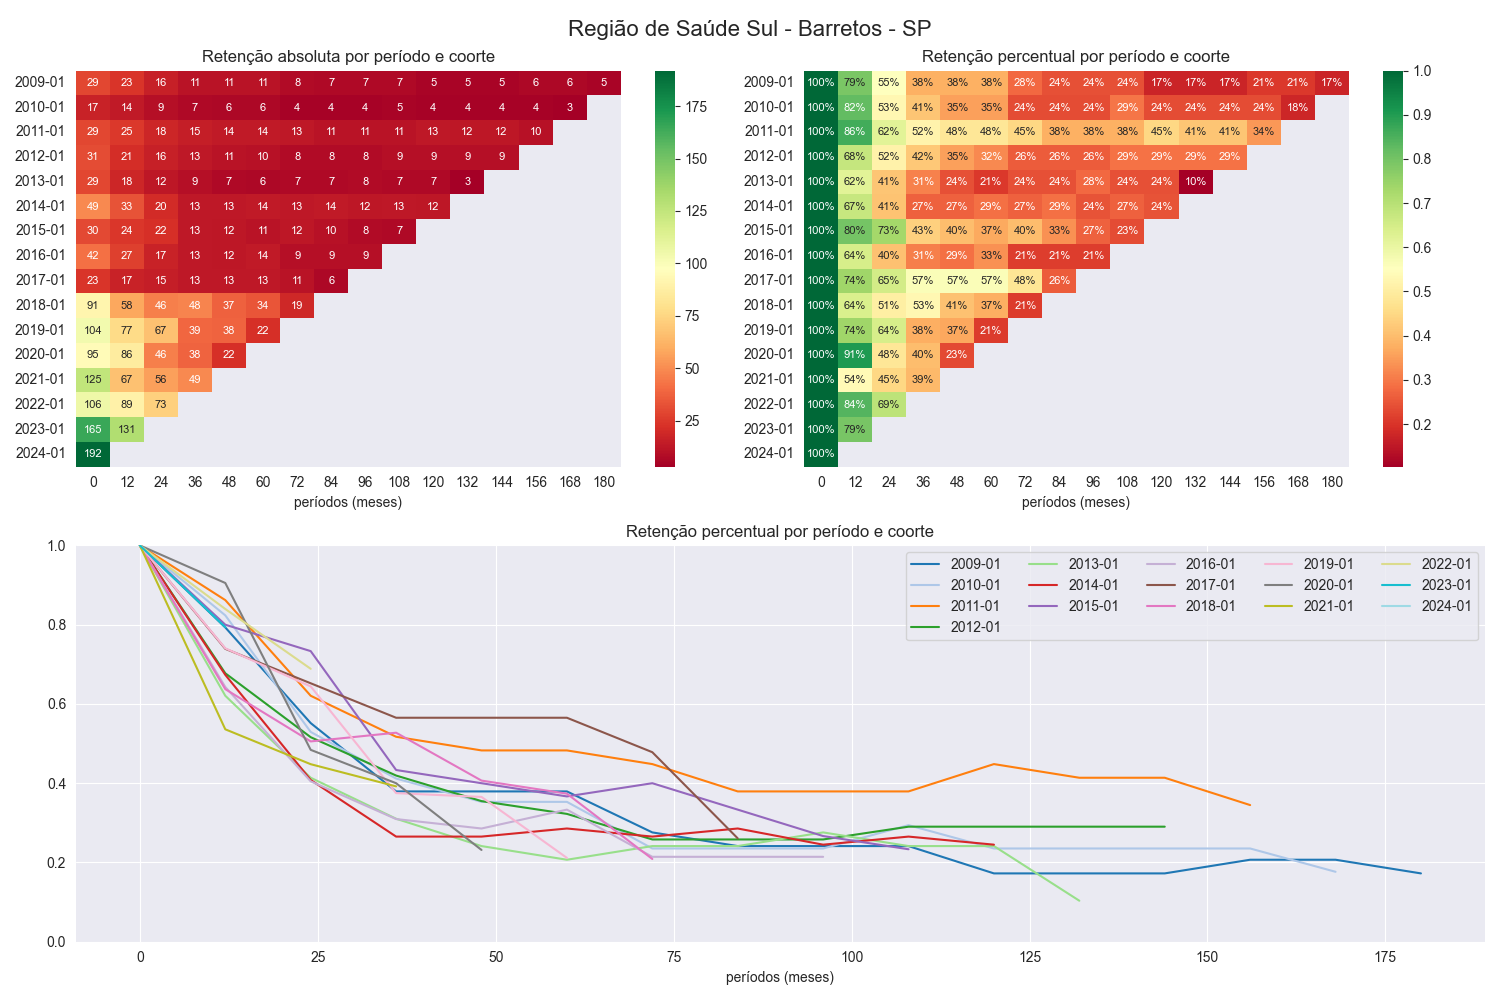 Região de Saúde Sul - Barretos - SP
Retenção absoluta por período e coorte
2009-01 29 23 16 11 11 11 8 7 7 7 5 5 5 6 6 5
2010-01 17 14 9 7 6 6 4 4 4 5 4 4 4 4 3
2011-01 29 25 18 15 14 14 13 11 11 11 13 12 12 10
2012-01 31 21 16 13 11 10 8 8 8 9 9 9 9
2013-01 29 18 12 9 7 6 7 7 8 7 7 3
2014-01 49 33 20 13 13 14 13 14 12 13 12
2015-01 30 24 22 13 12 11 12 10 8 7
2016-01 42 27 17 13 12 14 9 9 9
2017-01 23 17 15 13 13 13 11 6
2018-01 91 58 46 48 37 34 19
2019-01 104 77 67 39 38 22
2020-01 95 86 46 38 22
2021-01 125 67 56 49
2022-01 106 89 73
2023-01 165 131
2024-01 192
0 12 24 36 48 60 72 84 96 108 120 132 144 156 168 180
períodos (meses)
175
150
125
100
75
50
25
Retenção percentual por período e coorte
2009-01 100% 79% 55% 38% 38% 38% 28% 24% 24% 24% 17% 17% 17% 21% 21% 17%
2010-01 100% 82% 53% 41% 35% 35% 24% 24% 24% 29% 24% 24% 24% 24% 18%
2011-01 100% 86% 62% 52% 48% 48% 45% 38% 38% 38% 45% 41% 41% 34%
2012-01 100% 68% 52% 42% 35% 32% 26% 26% 26% 29% 29% 29% 29%
2013-01 100% 62% 41% 31% 24% 21% 24% 24% 28% 24% 24% 10%
2014-01 100% 67% 41% 27% 27% 29% 27% 29% 24% 27% 24%
2015-01 100% 80% 73% 43% 40% 37% 40% 33% 27% 23%
2016-01 100% 64% 40% 31% 29% 33% 21% 21% 21%
2017-01 100% 74% 65% 57% 57% 57% 48% 26%
2018-01 100% 64% 51% 53% 41% 37% 21%
2019-01 100% 74% 64% 38% 37% 21%
2020-01 100% 91% 48% 40% 23%
2021-01 100% 54% 45% 39%
2022-01 100% 84% 69%
2023-01 100% 79%
2024-01 100%
0 12 24 36 48 60 72 84 96 108 120 132 144 156 168 180
períodos (meses)
1.0
0.9
0.8
0.7
0.6
0.5
0.4
0.3
0.2
Retenção percentual por período e coorte
1.0
0.8
0.6
0.4
0.2
0.0
2009-01 2013-01 2016-01 2019-01 2022-01
2010-01 2014-01 2017-01 2020-01 2023-01
2011-01 2015-01 2018-01 2021-01 2024-01
2012-01
0 25 50 75 100 125 150 175
períodos (meses)